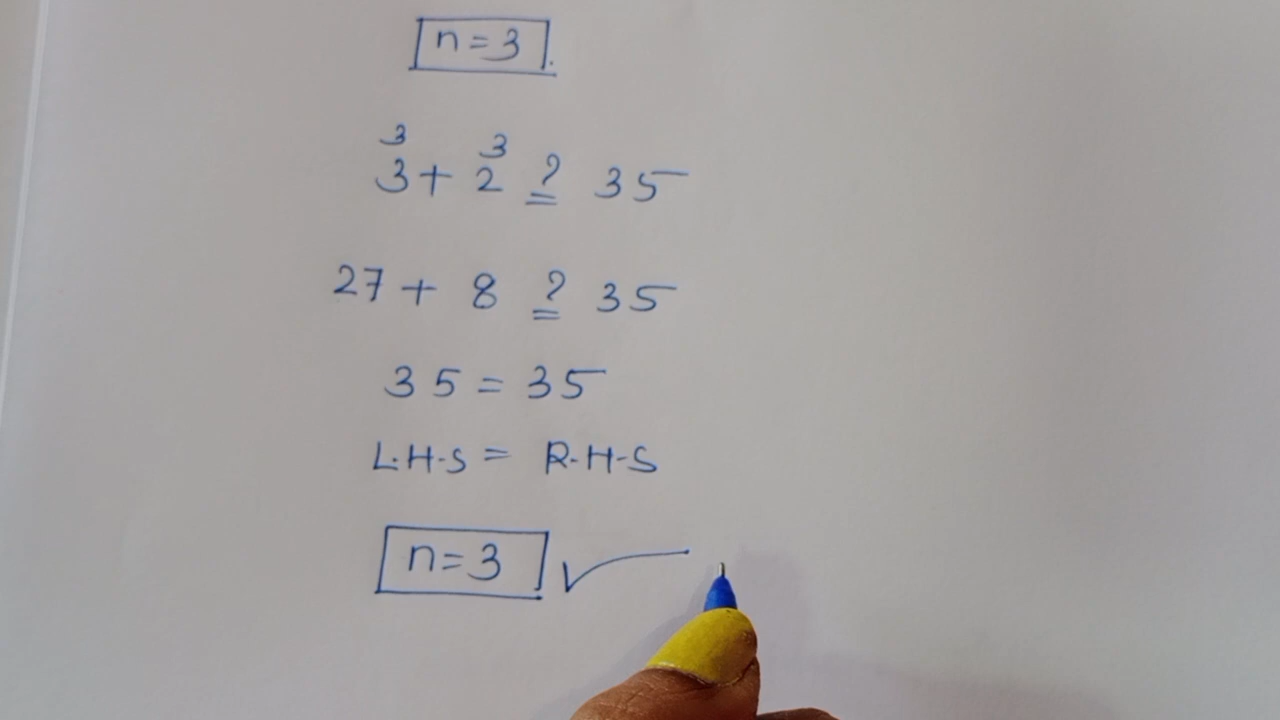 n=3.
3³+ 2³ ≟ 35
27+ 8 ≟ 35
35=35
L.H.S = R.H.S
n=3 ✓